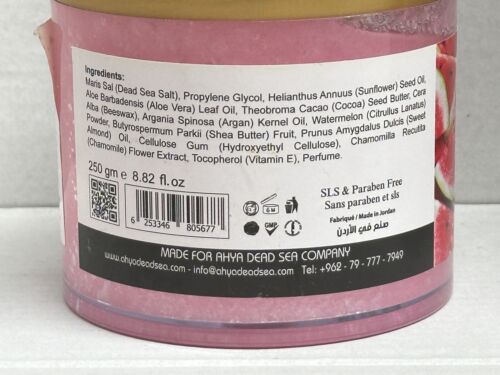 Ingredients:
Maris Sal (Dead Sea Salt), Propylene Glycol, Helianthus Annuus (Sunflower) Seed Oil,
Aloe Barbadensis (Aloe Vera) Leaf Oil, Theobroma Cacao (Cocoa) Seed Butter, Cera
Alba (Beeswax), Argania Spinosa (Argan) Kernel Oil, Watermelon (Citrullus Lanatus)
Powder, Butyrospermum Parkii (Shea Butter) Fruit, Prunus Amygdalus Dulcis (Sweet
Almond) Oil, Cellulose Gum (Hydroxyethyl Cellulose), Chamomilla Recutita
(Chamomile) Flower Extract, Tocopherol (Vitamin E), Perfume.
250 gm e 8.82 fl.oz
6 253346 805677
GMP
SLS & Paraben Free
Sans paraben et sls
Fabriqué / Made in Jordan
صنع في الأردن
MADE FOR AHYA DEAD SEA COMPANY
www.ahyadeadsea.com - info@ahyadeadsea.com / Tel: +962 - 79 - 777 - 7949